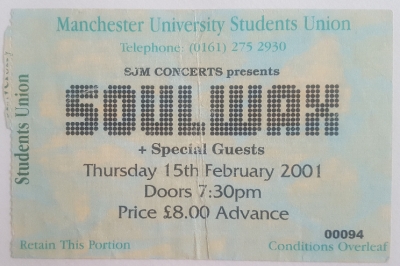 Manchester University Students Union
Telephone: (0161) 275 2930
SJM CONCERTS presents
SOULWAX
+ Special Guests
Thursday 15th February 2001
Doors 7:30pm
Price £8.00 Advance
00094
Retain This Portion
Conditions Overleaf
Students Union